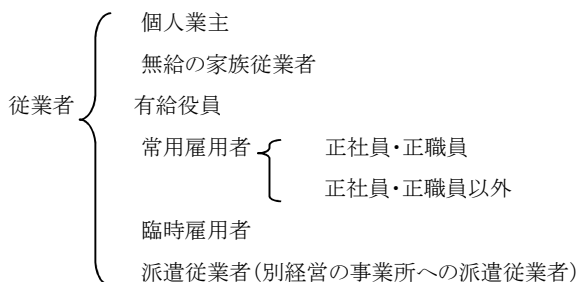 個人業主
無給の家族従業者
従業者 有給役員
常用雇用者 正社員・正職員
正社員・正職員以外
臨時雇用者
派遣従業者(別経営の事業所への派遣従業者)